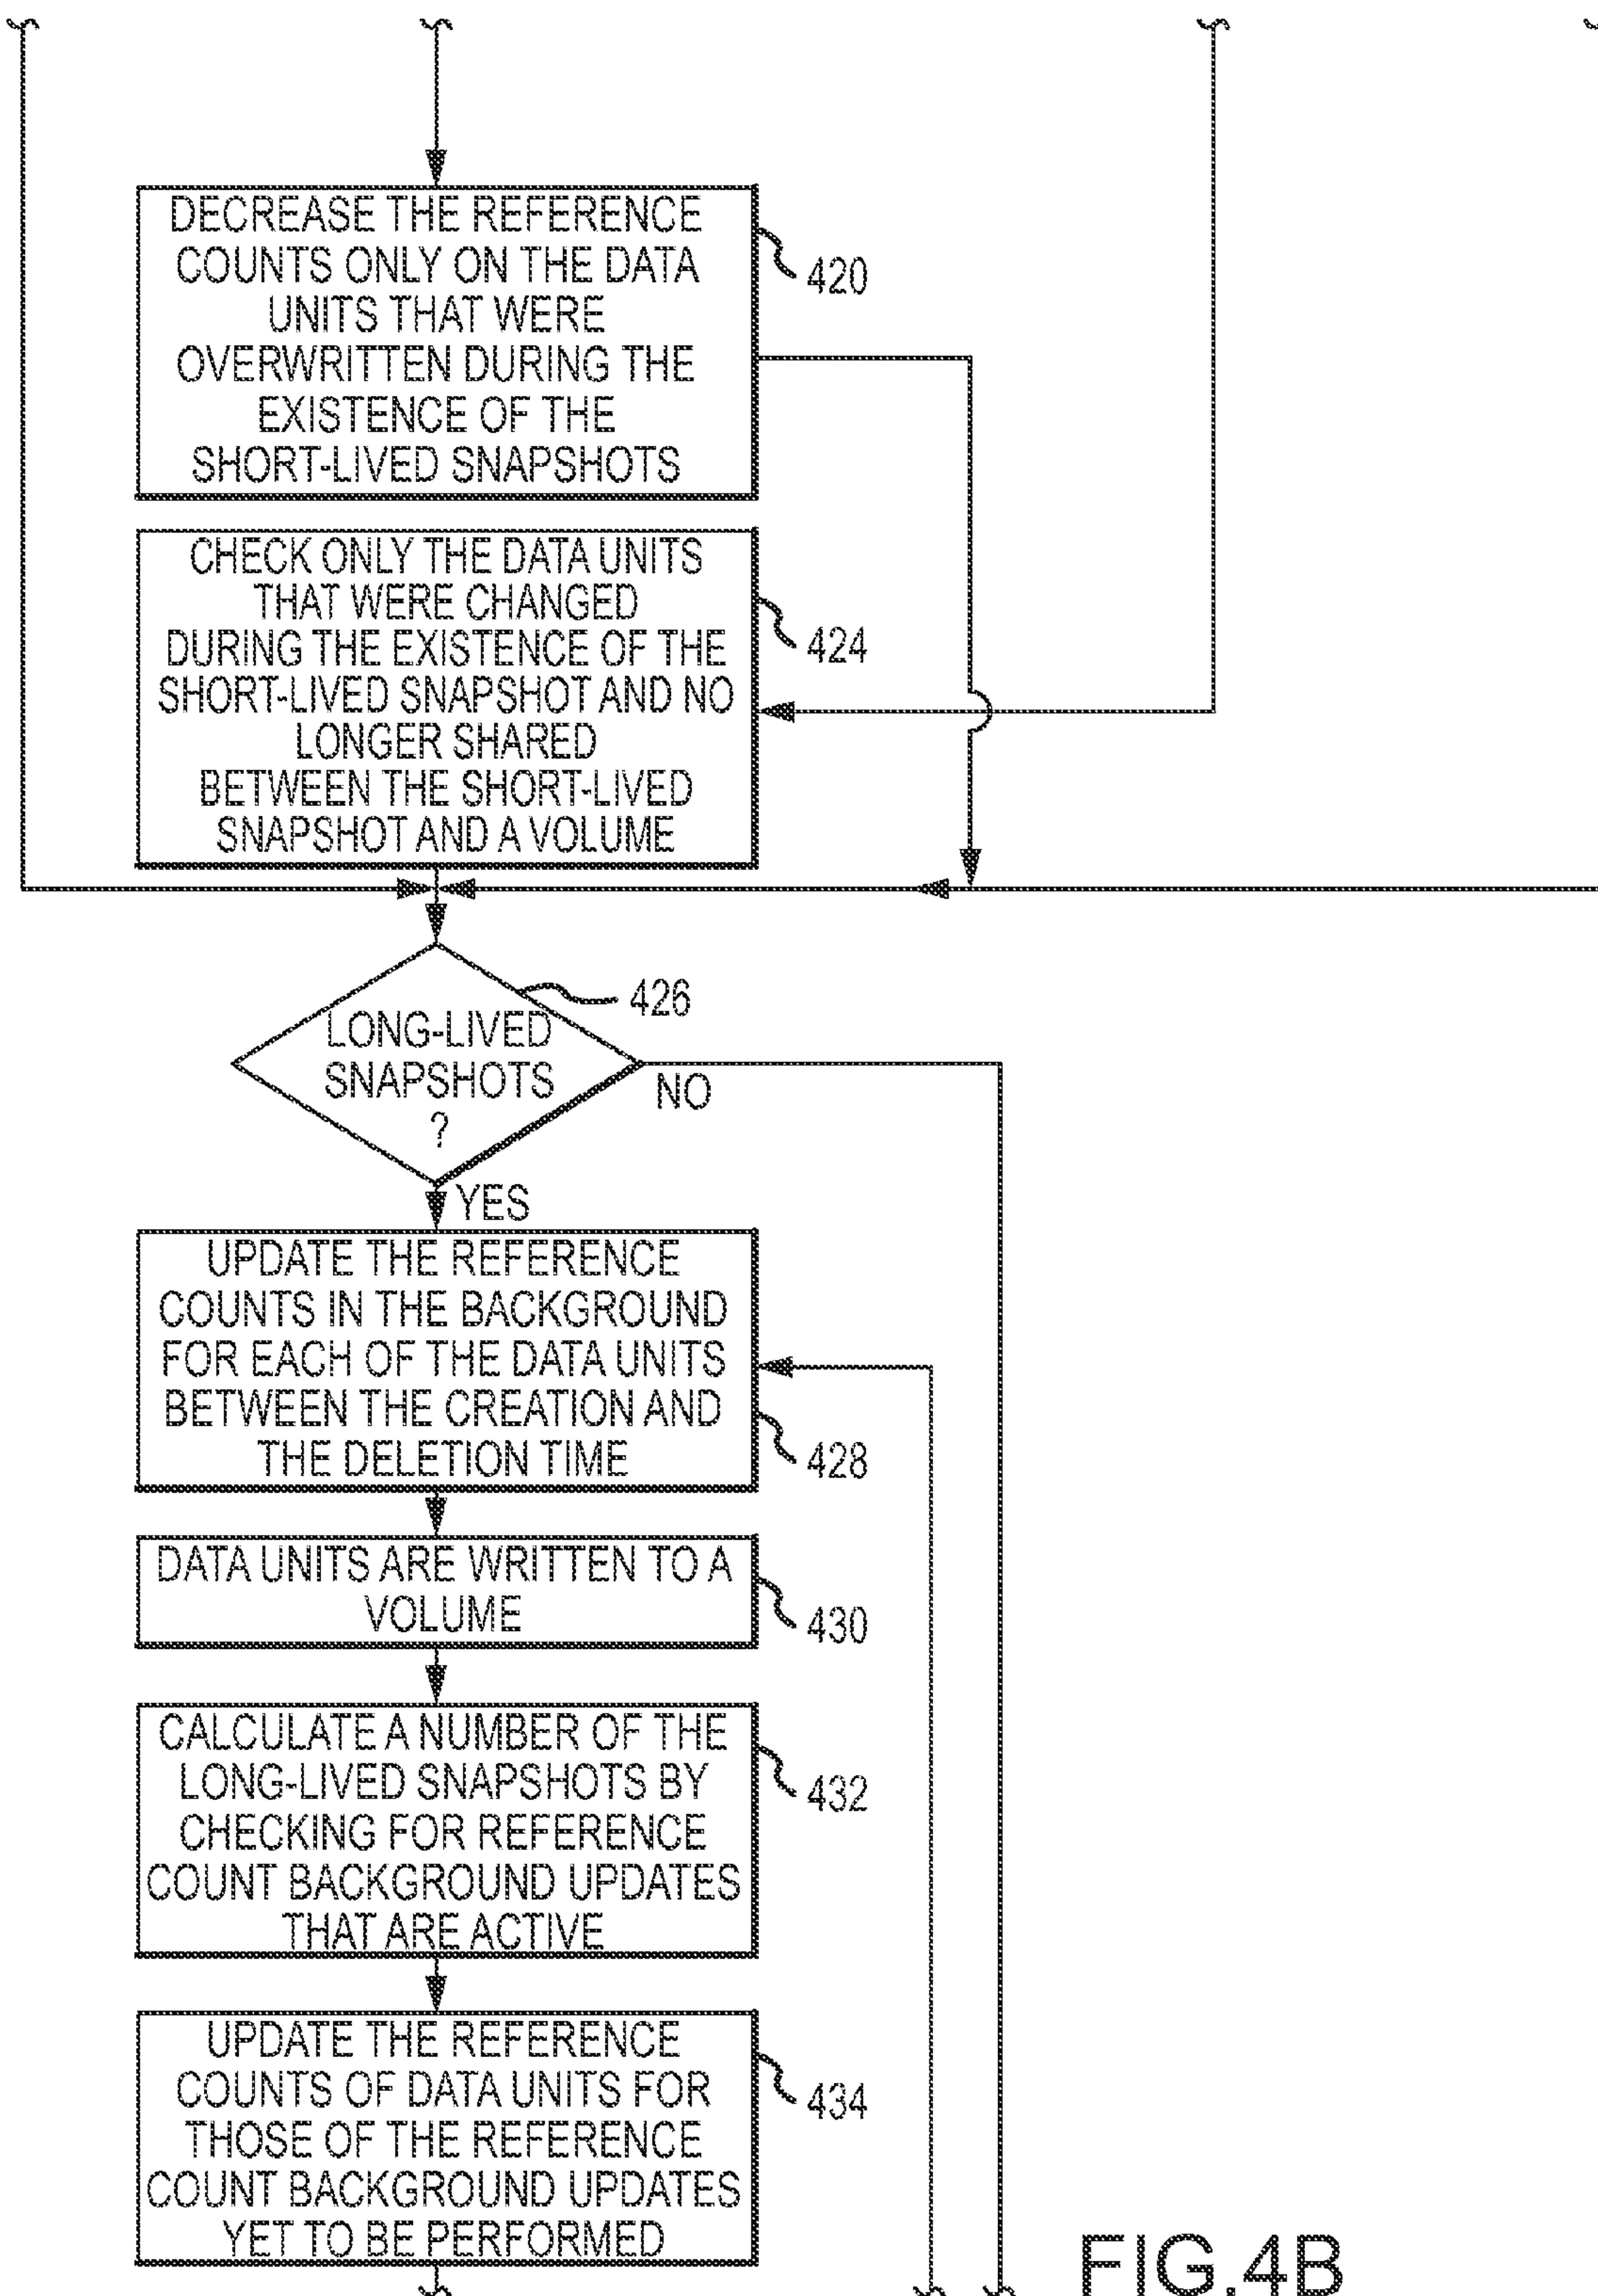 DECREASE THE REFERENCE
COUNTS ONLY ON THE DATA
UNITS THAT WERE
OVERWRITTEN DURING THE
EXISTENCE OF THE
SHORT-LIVED SNAPSHOTS
420
CHECK ONLY THE DATA UNITS
THAT WERE CHANGED
DURING THE EXISTENCE OF THE
SHORT-LIVED SNAPSHOT AND NO
LONGER SHARED
BETWEEN THE SHORT-LIVED
SNAPSHOT AND A VOLUME
424
LONG-LIVED
SNAPSHOTS
?
426
NO
YES
UPDATE THE REFERENCE
COUNTS IN THE BACKGROUND
FOR EACH OF THE DATA UNITS
BETWEEN THE CREATION AND
THE DELETION TIME
428
DATA UNITS ARE WRITTEN TO A
VOLUME
430
CALCULATE A NUMBER OF THE
LONG-LIVED SNAPSHOTS BY
CHECKING FOR REFERENCE
COUNT BACKGROUND UPDATES
THAT ARE ACTIVE
432
UPDATE THE REFERENCE
COUNTS OF DATA UNITS FOR
THOSE OF THE REFERENCE
COUNT BACKGROUND UPDATES
YET TO BE PERFORMED
434
FIG.4B